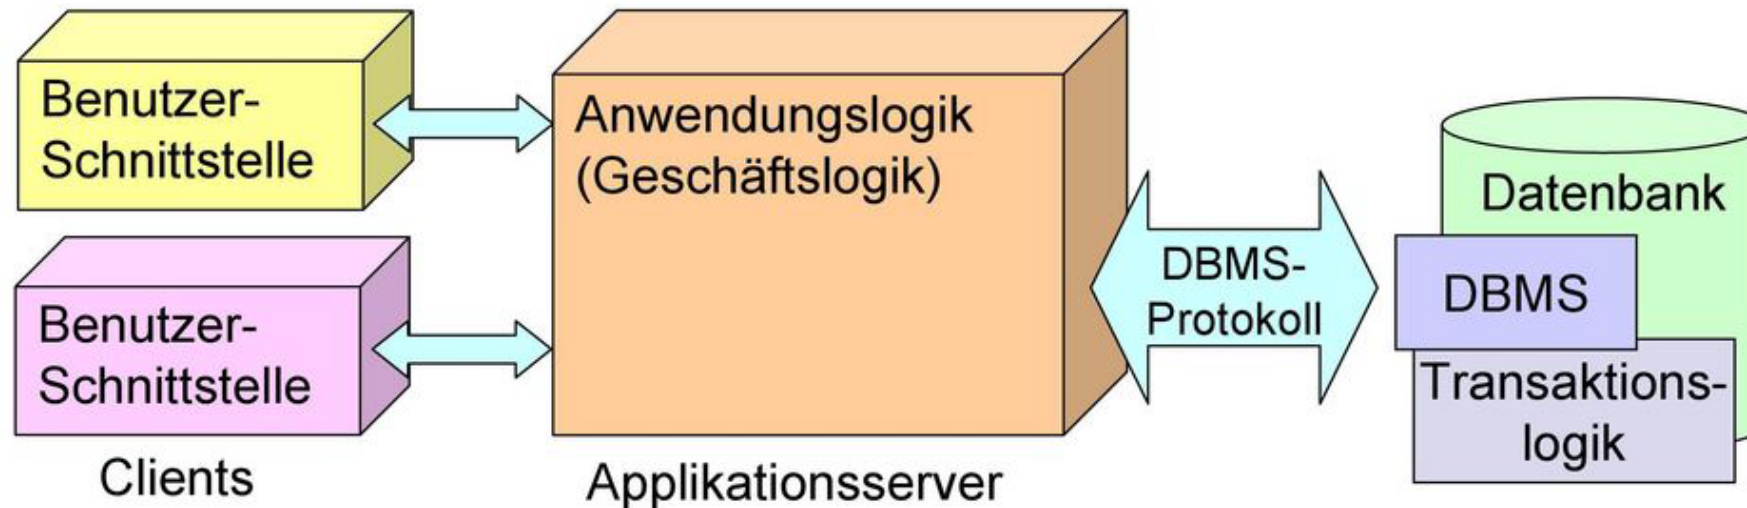 Benutzer-
Schnittstelle
Benutzer-
Schnittstelle
Clients
Anwendungslogik
(Geschäftslogik)
Applikationsserver
DBMS-
Protokoll
Datenbank
DBMS
Transaktions-
logik